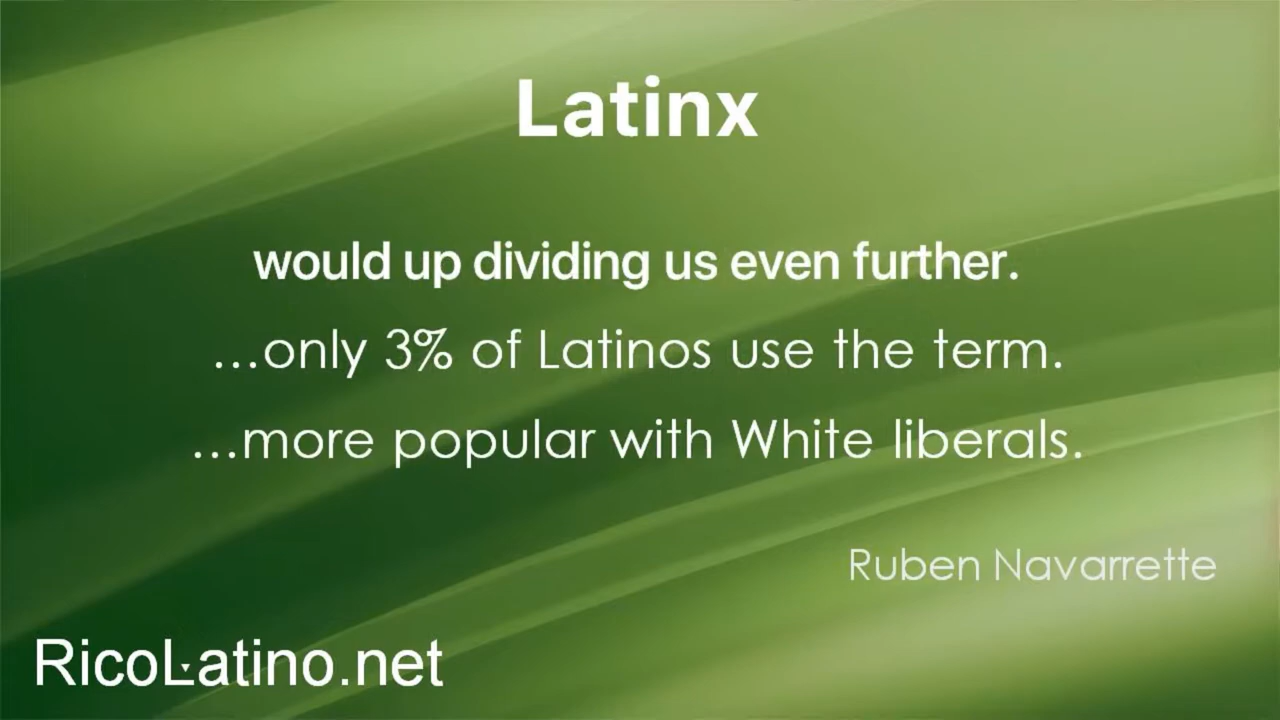 Latinx
would up dividing us even further.
...only 3% of Latinos use the term.
...more popular with White liberals.
Ruben Navarrette
RicoLatino.net